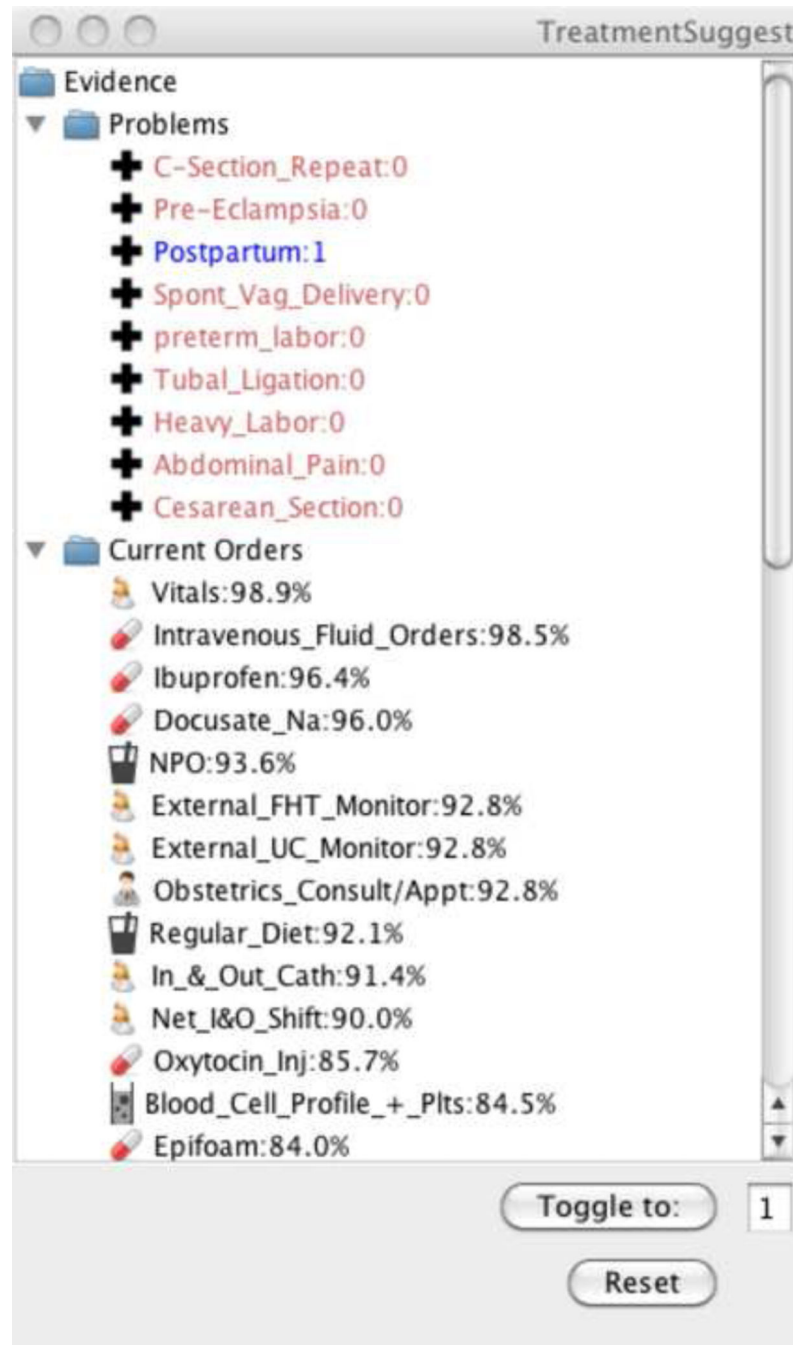 TreatmentSuggest
Evidence
Problems
C-Section_Repeat:0
Pre-Eclampsia:0
Postpartum:1
Spont_Vag_Delivery:0
preterm_labor:0
Tubal_Ligation:0
Heavy_Labor:0
Abdominal_Pain:0
Cesarean_Section:0
Current Orders
Vitals:98.9%
Intravenous_Fluid_Orders:98.5%
Ibuprofen:96.4%
Docusate_Na:96.0%
NPO:93.6%
External_FHT_Monitor:92.8%
External_UC_Monitor:92.8%
Obstetrics_Consult/Appt:92.8%
Regular_Diet:92.1%
In_&_Out_Cath:91.4%
Net_I&O_Shift:90.0%
Oxytocin_Inj:85.7%
Blood_Cell_Profile_+_Plts:84.5%
Epifoam:84.0%
Toggle to: 1
Reset